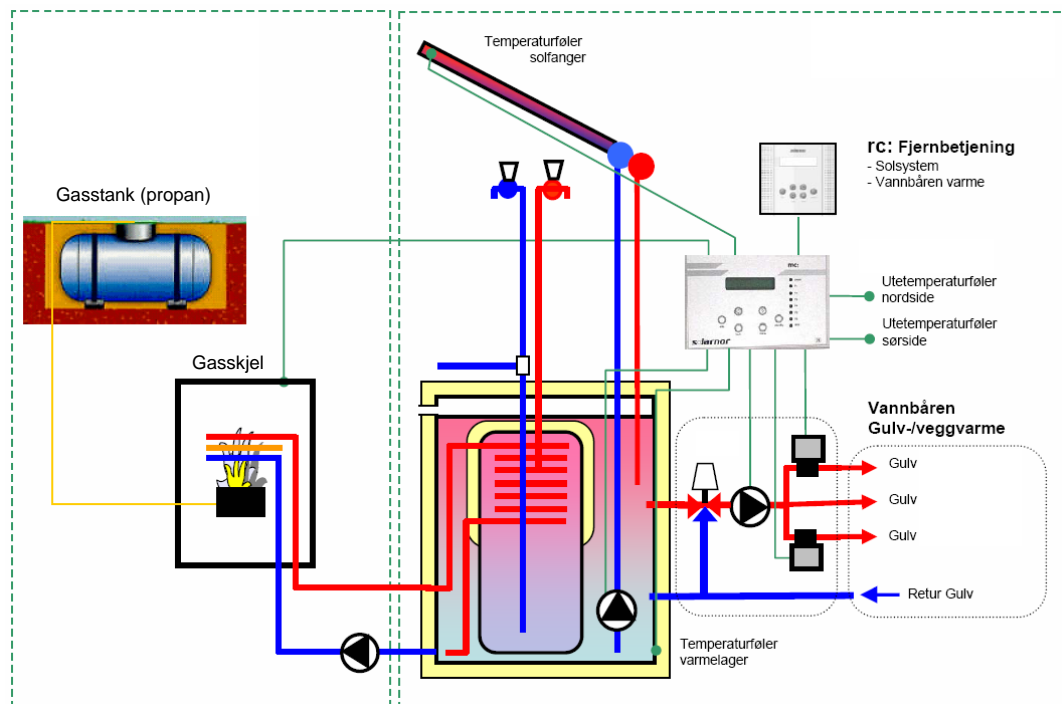 Temperaturføler
solfanger
rc: Fjernbetjening
- Solsystem
- Vannbåren varme
Gasstank (propan)
Utetemperaturføler
nordside
Utetemperaturføler
sørside
solarnor
Gasskjel
Vannbåren
Gulv-/veggvarme
Gulv
Gulv
Gulv
Retur Gulv
Temperaturføler
varmelager